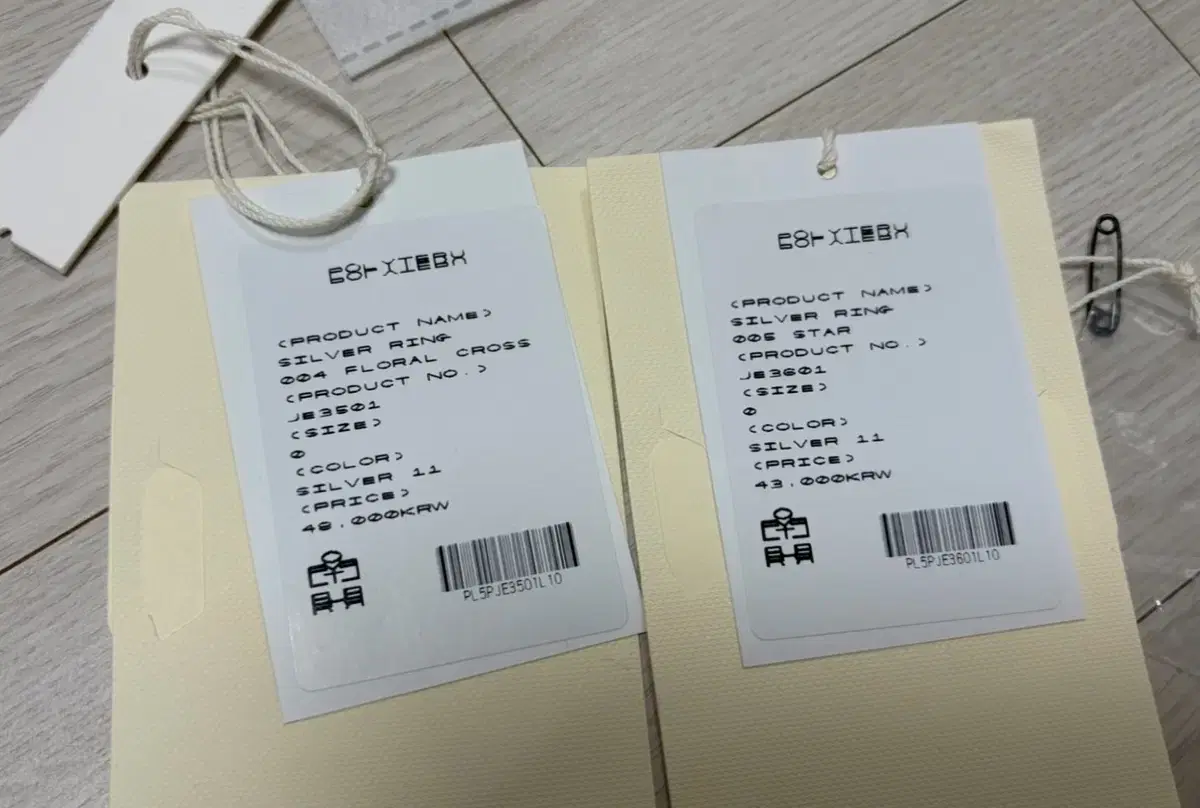 <PRODUCT NAME>
SILVER RING
004 FLORAL CROSS
<PRODUCT NO.>
JE3501
<SIZE>
0
<COLOR>
SILVER 11
<PRICE>
48.000KRW
PL5PJE3501L10
<PRODUCT NAME>
SILVER RING
005 STAR
<PRODUCT NO.>
JE3601
<SIZE>
0
<COLOR>
SILVER 11
<PRICE>
43.000KRW
PL5PJE3601L10